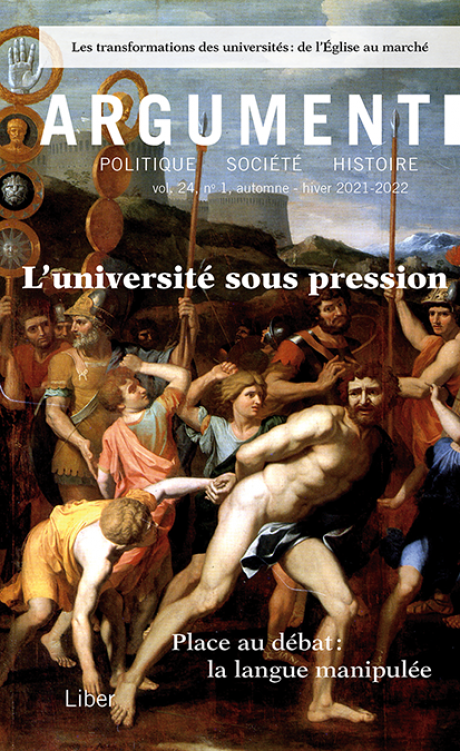 Les transformations des universités : de l'Église au marché
ARGUMENT
POLITIQUE SOCIÉTÉ HISTOIRE
vol, 24, nº 1, automne - hiver 2021-2022
L'université sous pression
Place au débat :
la langue manipulée
Liber